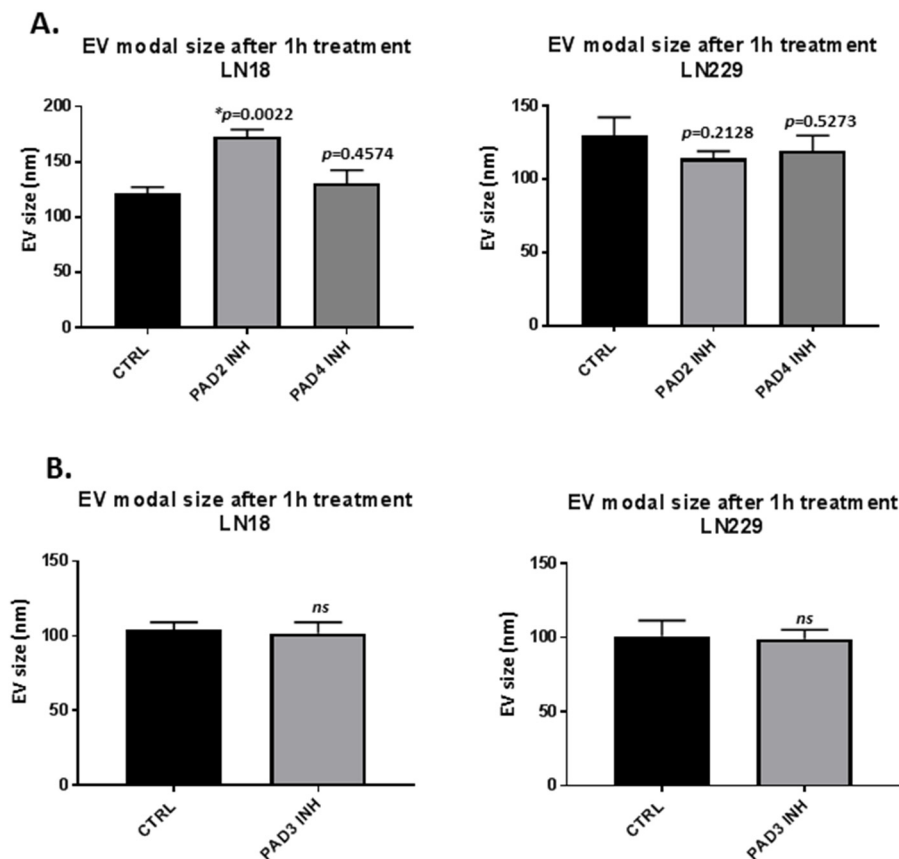 A.
EV modal size after 1h treatment
LN18
EV size (nm)
200
150
100
50
0
*p=0.0022
p=0.4574
CTRL
PAD2 INH
PAD4 INH
EV modal size after 1h treatment
LN229
EV size (nm)
150
100
50
0
p=0.2128
p=0.5273
CTRL
PAD2 INH
PAD4 INH
B.
EV modal size after 1h treatment
LN18
EV size (nm)
150
100
50
0
ns
CTRL
PAD3 INH
EV modal size after 1h treatment
LN229
EV size (nm)
150
100
50
0
ns
CTRL
PAD3 INH